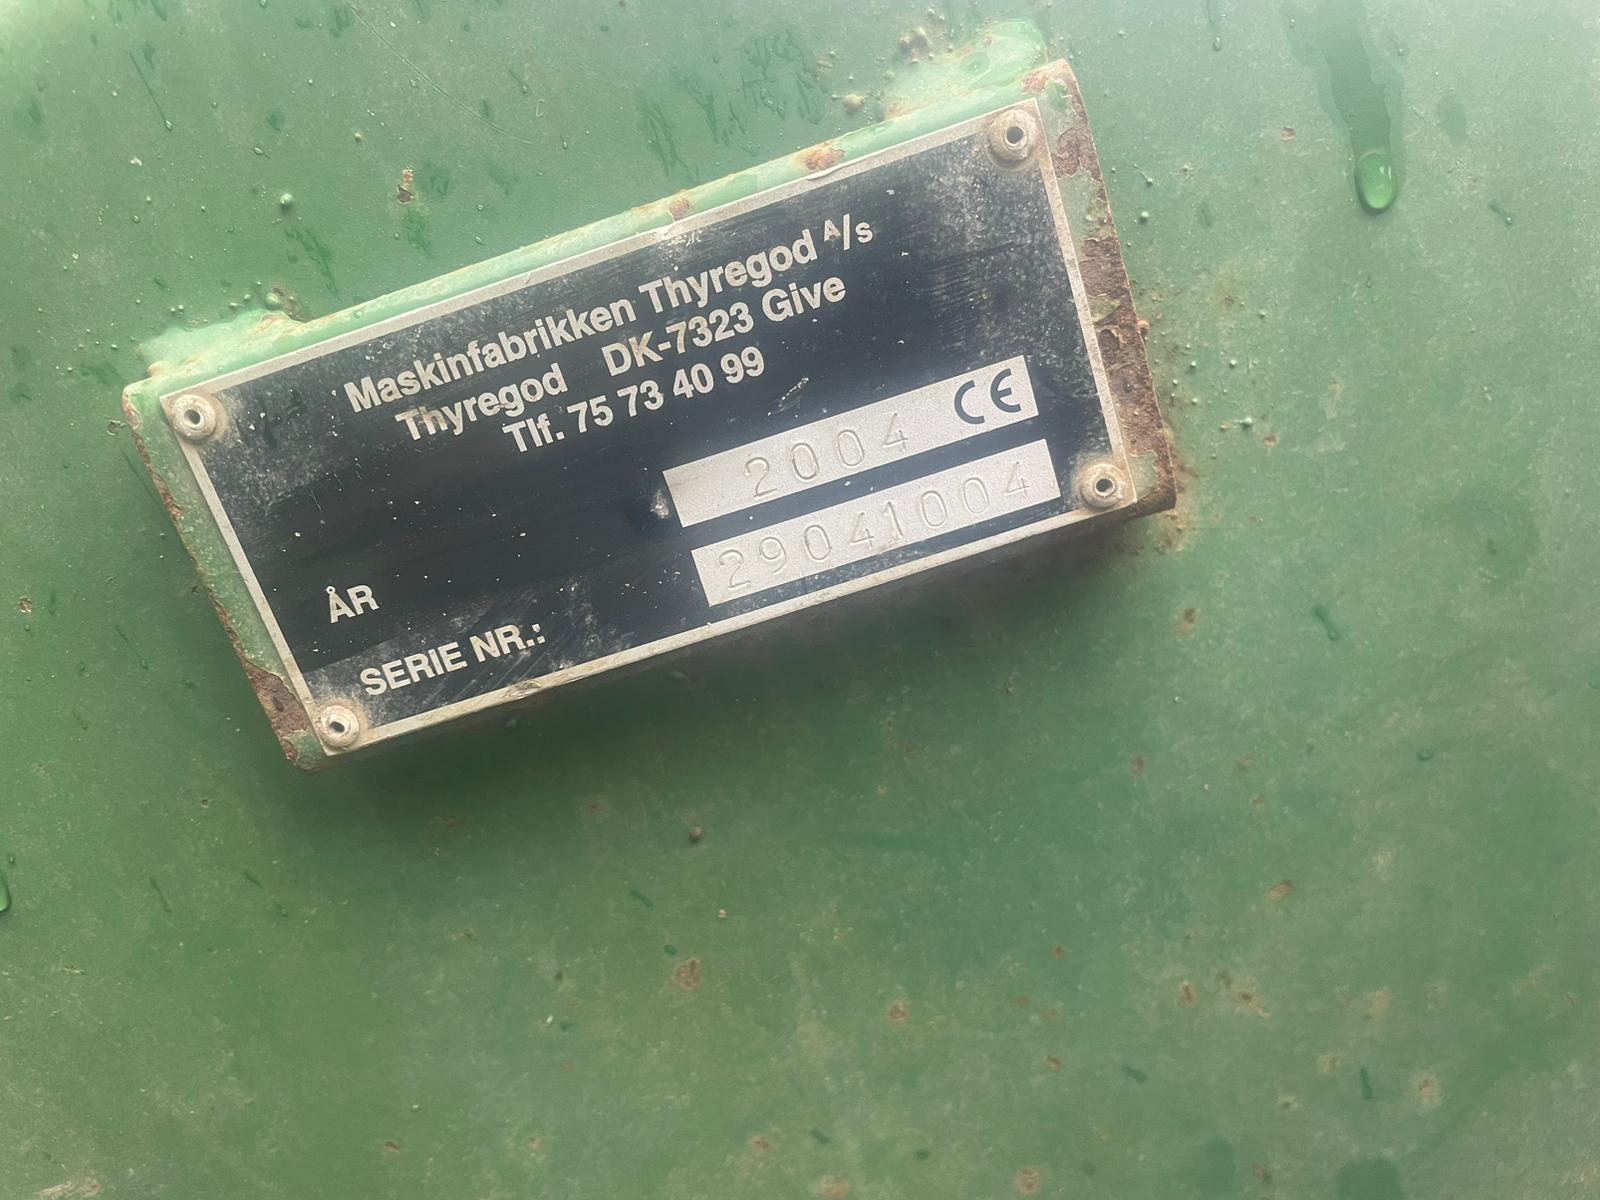 Maskinfabrikken Thyregod A/s
Thyregod DK-7323 Give
Tlf. 75 73 40 99
ÅR 2004 CE
SERIE NR.: 29041004